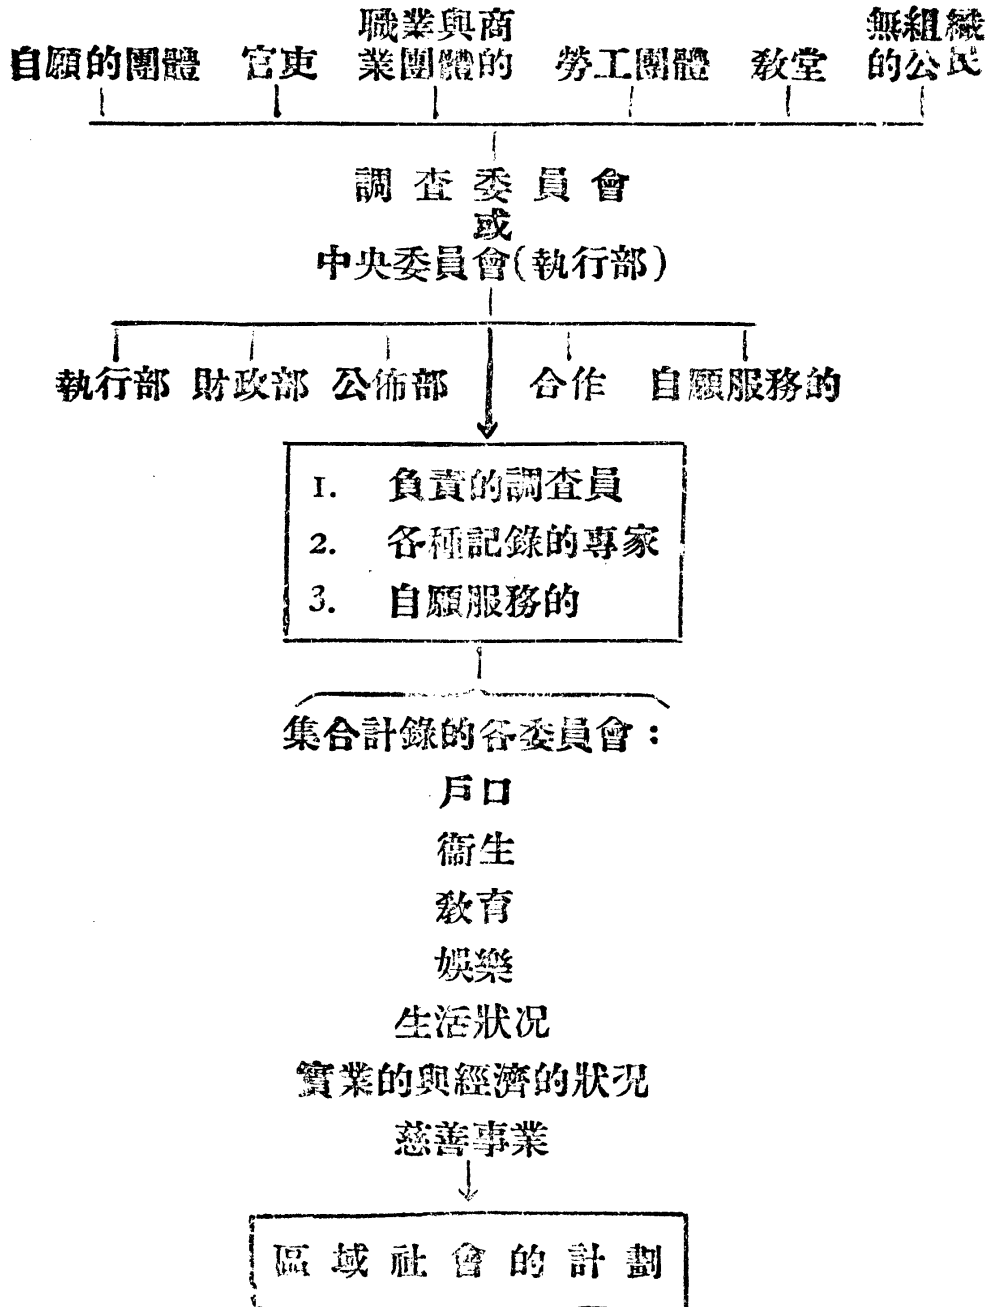 自願的團體 官吏 職業與商業團體的 勞工團體 教堂 無組織的公民
調查委員會
或
中央委員會(執行部)
執行部 財政部 公佈部 合作 自願服務的
1. 負責的調查員
2. 各種記錄的專家
3. 自願服務的
集合計錄的各委員會：
戶口
衞生
教育
娛樂
生活狀况
實業的與經濟的狀况
慈善事業
區域社會的計劃